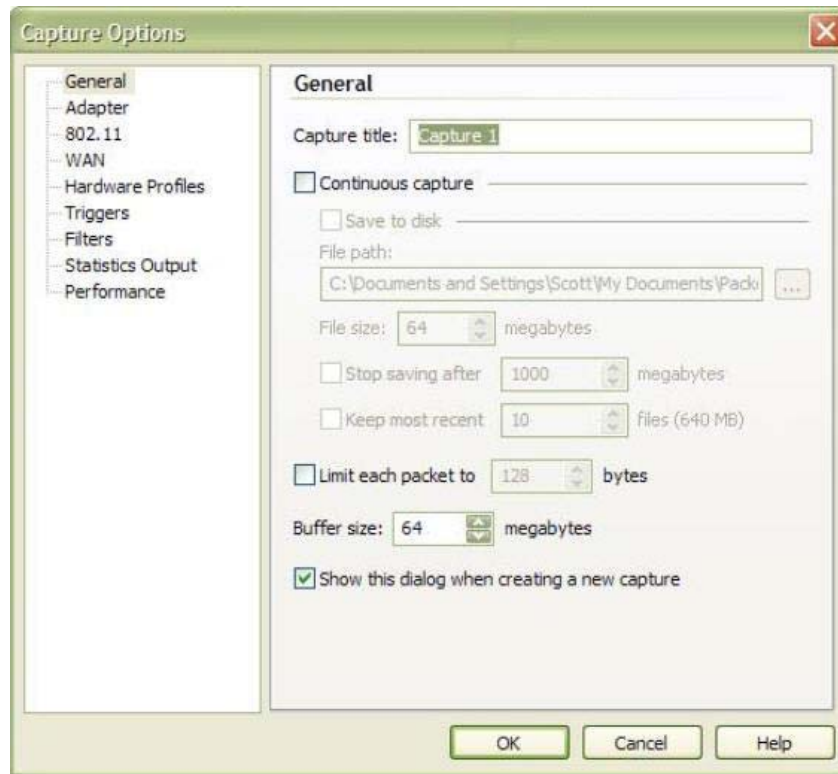 Capture Options
General
Adapter
802.11
WAN
Hardware Profiles
Triggers
Filters
Statistics Output
Performance
General
Capture title: Capture 1
Continuous capture
Save to disk
File path:
C:\Documents and Settings\Scott\My Documents\Pack ...
File size: 64 megabytes
Stop saving after 1000 megabytes
Keep most recent 10 files (640 MB)
Limit each packet to 128 bytes
Buffer size: 64 megabytes
Show this dialog when creating a new capture
OK Cancel Help